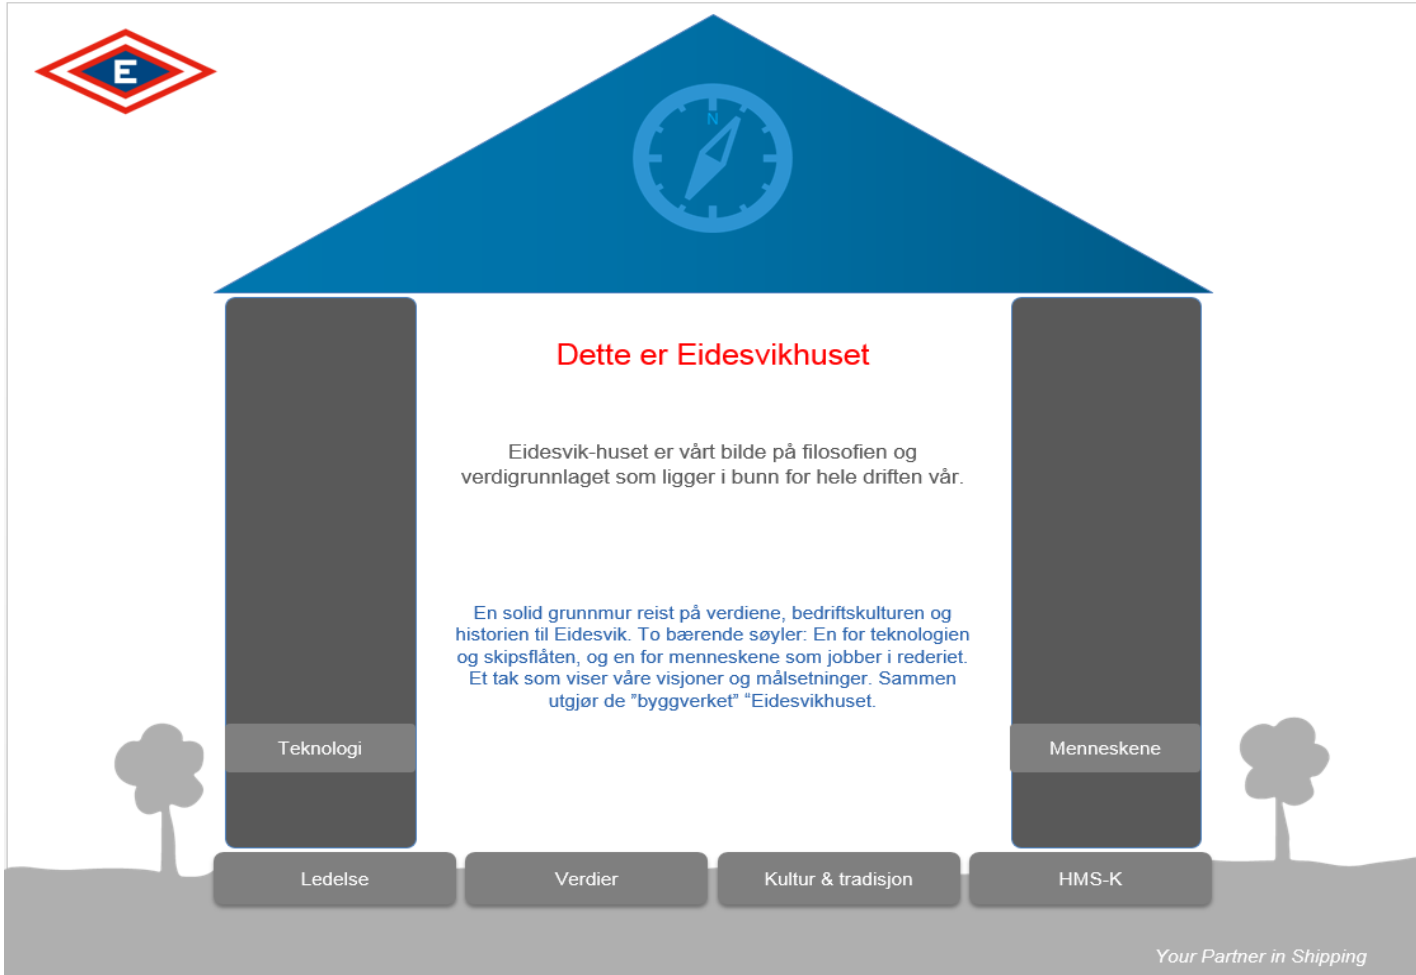 E
N
Dette er Eidesvikhuset
Eidesvik-huset er vårt bilde på filosofien og
verdigrunnlaget som ligger i bunn for hele driften vår.
En solid grunnmur reist på verdiene, bedriftskulturen og
historien til Eidesvik. To bærende søyler: En for teknologien
og skipsflåten, og en for menneskene som jobber i rederiet.
Et tak som viser våre visjoner og målsetninger. Sammen
utgjør de ”byggverket” “Eidesvikhuset.
Teknologi
Menneskene
Ledelse
Verdier
Kultur & tradisjon
HMS-K
Your Partner in Shipping